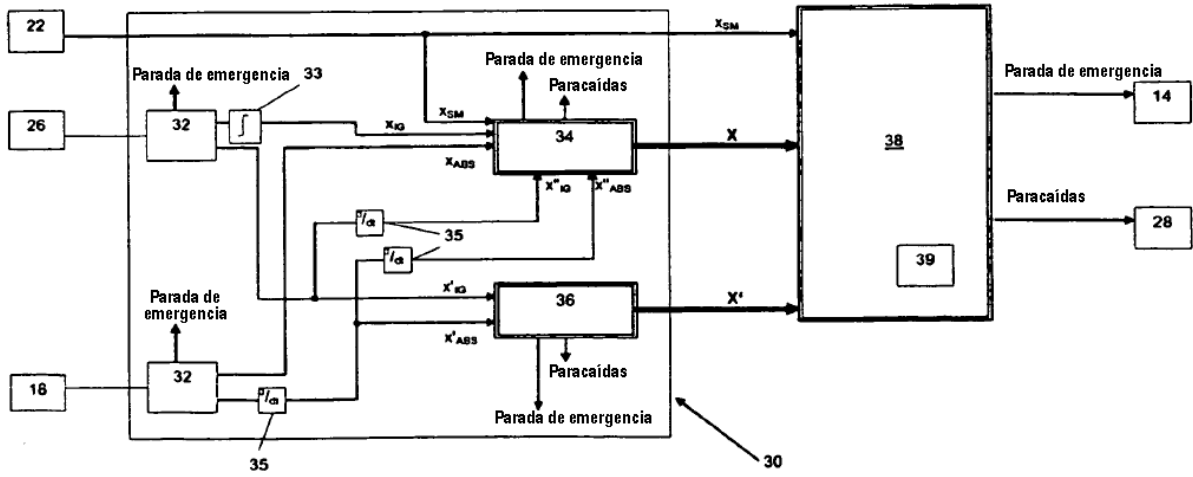 22
x_SM
Parada de emergencia
Parada de emergencia
33
Paracaídas
Parada de emergencia
26
32
x_SM
14
x_IG
34
X
38
x_ABS
x"_IG
x"_ABS
Paracaídas
d/dt
35
28
d/dt
39
Parada de
emergencia
x'_IG
36
X'
x'_ABS
18
32
Paracaídas
d/dt
Parada de emergencia
35
30